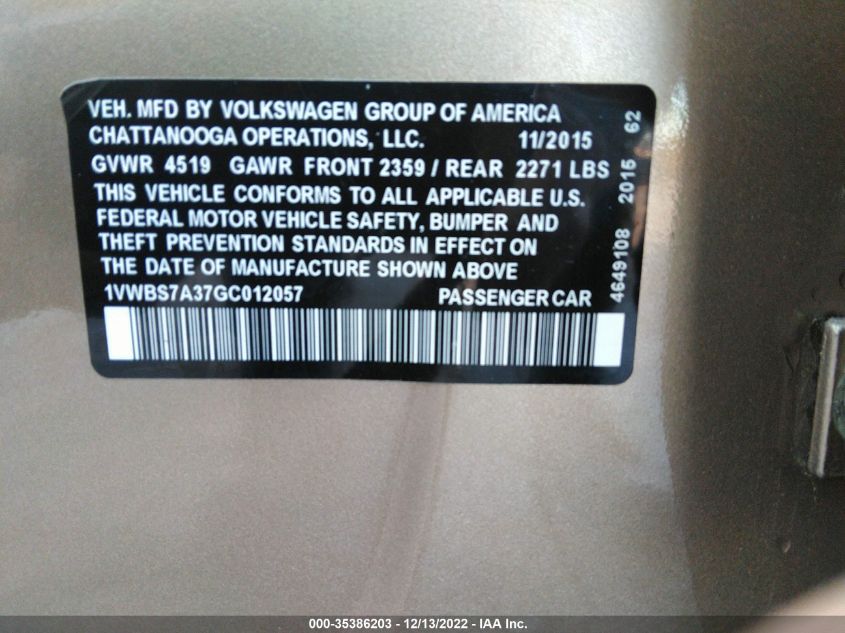 VEH. MFD BY VOLKSWAGEN GROUP OF AMERICA
CHATTANOOGA OPERATIONS, LLC. 11/2015
GVWR 4519 GAWR FRONT 2359 / REAR 2271 LBS
THIS VEHICLE CONFORMS TO ALL APPLICABLE U.S.
FEDERAL MOTOR VEHICLE SAFETY, BUMPER AND
THEFT PREVENTION STANDARDS IN EFFECT ON
THE DATE OF MANUFACTURE SHOWN ABOVE
1VWBS7A37GC012057 PASSENGER CAR
4649108 2015 62
000-35386203 - 12/13/2022 - IAA Inc.